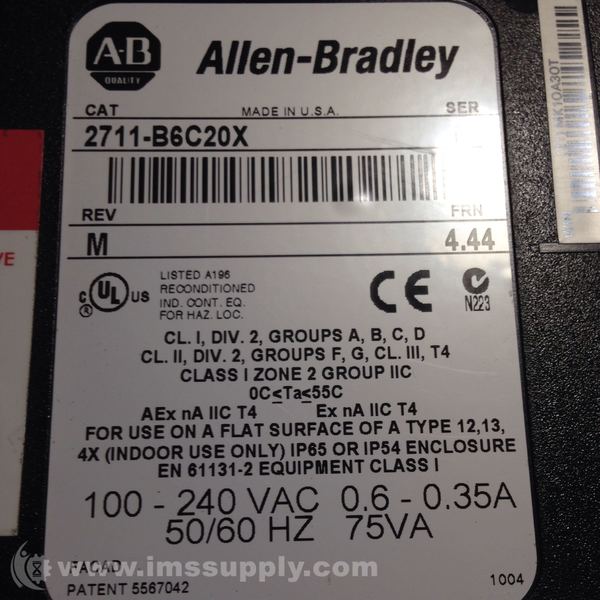 A-B
QUALITY
Allen-Bradley
CAT MADE IN U.S.A. SER
2711-B6C20X
REV FRN
M 4.44
C UL US
LISTED A196
RECONDITIONED
IND. CONT. EQ.
FOR HAZ. LOC.
CE
N223
CL. I, DIV. 2, GROUPS A, B, C, D
CL. II, DIV. 2, GROUPS F, G, CL. III, T4
CLASS I ZONE 2 GROUP IIC
0C≤Ta≤55C
AEx nA IIC T4 Ex nA IIC T4
FOR USE ON A FLAT SURFACE OF A TYPE 12,13,
4X (INDOOR USE ONLY) IP65 OR IP54 ENCLOSURE
EN 61131-2 EQUIPMENT CLASS I
100 - 240 VAC 0.6 - 0.35A
50/60 HZ 75VA
FACAD
PATENT 5567042 1004
www.imssupply.com
VE